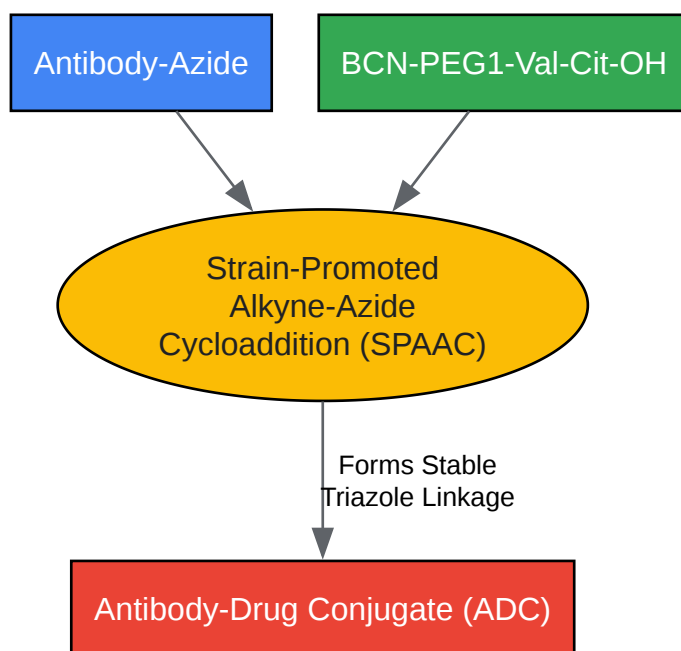 Antibody-Azide
BCN-PEG1-Val-Cit-OH
Strain-Promoted
Alkyne-Azide
Cycloaddition (SPAAC)
Forms Stable
Triazole Linkage
Antibody-Drug Conjugate (ADC)